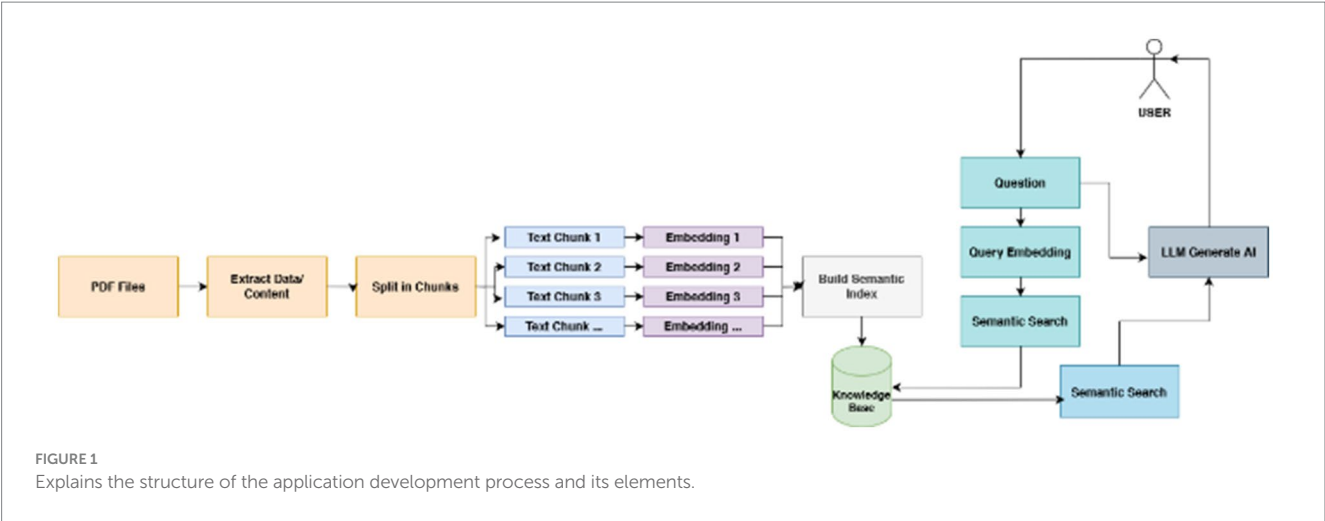 USER
Question
Query Embedding
Semantic Search
LLM Generate AI
PDF Files
Extract Data/
Content
Split in Chunks
Text Chunk 1
Embedding 1
Text Chunk 2
Embedding 2
Text Chunk 3
Embedding 3
Text Chunk ...
Embedding ...
Build Semantic
Index
Knowledge
Base
Semantic Search
FIGURE 1
Explains the structure of the application development process and its elements.